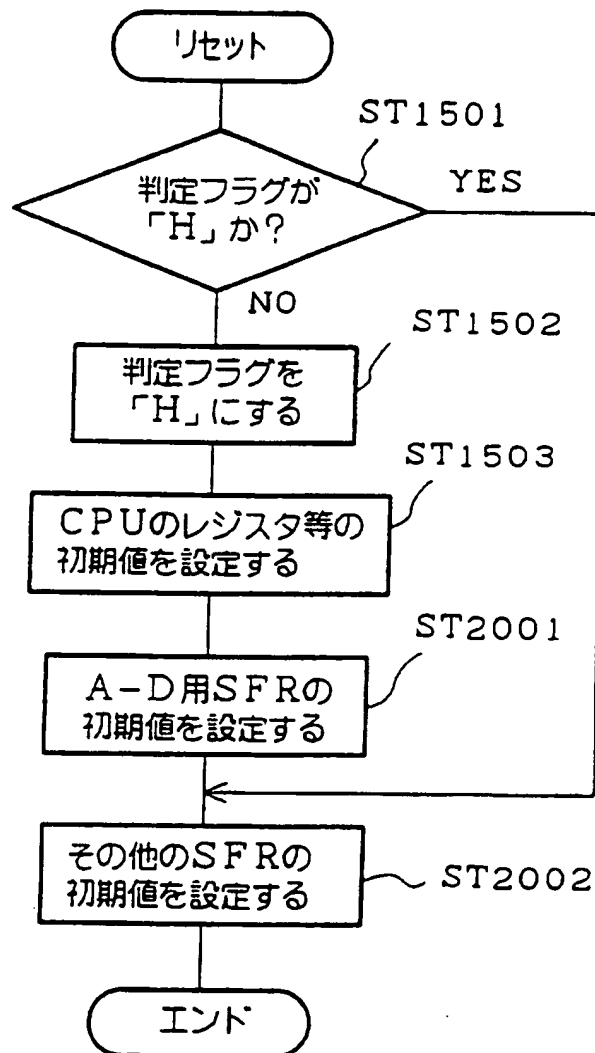 リセット
ST1501
判定フラグが
「H」か?
YES
NO
ST1502
判定フラグを
「H」にする
ST1503
CPUのレジスタ等の
初期値を設定する
ST2001
A-D用SFRの
初期値を設定する
その他のSFRの
初期値を設定する
ST2002
エンド